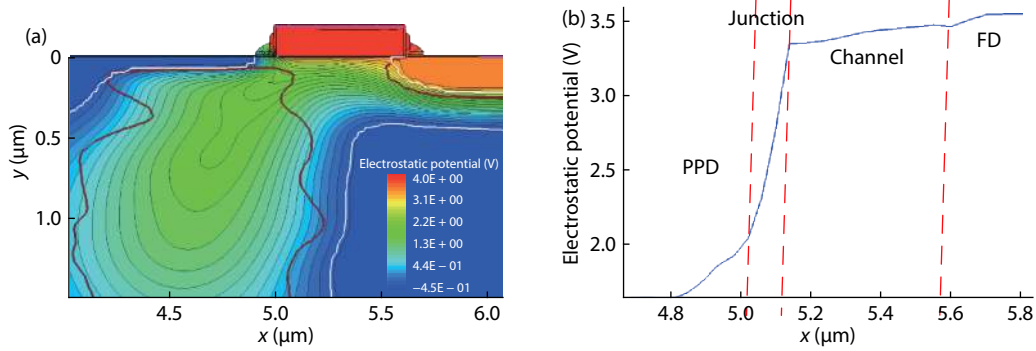 (a)
0
0.5
1.0
y (μm)
4.5
5.0
5.5
6.0
x (μm)
Electrostatic potential (V)
4.0E + 00
3.1E + 00
2.2E + 00
1.3E + 00
4.4E − 01
−4.5E − 01
(b)
Junction
Channel
FD
PPD
3.5
3.0
2.5
2.0
Electrostatic potential (V)
4.8
5.0
5.2
5.4
5.6
5.8
x (μm)